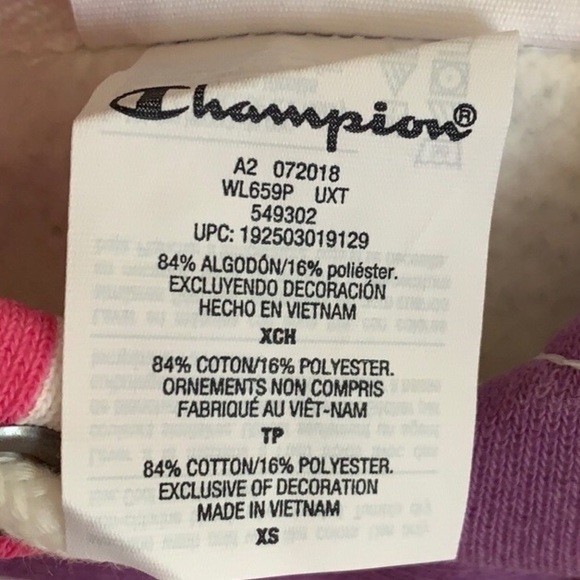 Champion®
A2 072018
WL659P UXT
549302
UPC: 192503019129
84% ALGODÓN/16% poliéster.
EXCLUYENDO DECORACIÓN
HECHO EN VIETNAM
XCH
84% COTON/16% POLYESTER.
ORNEMENTS NON COMPRIS
FABRIQUÉ AU VIÊT-NAM
TP
84% COTTON/16% POLYESTER.
EXCLUSIVE OF DECORATION
MADE IN VIETNAM
XS